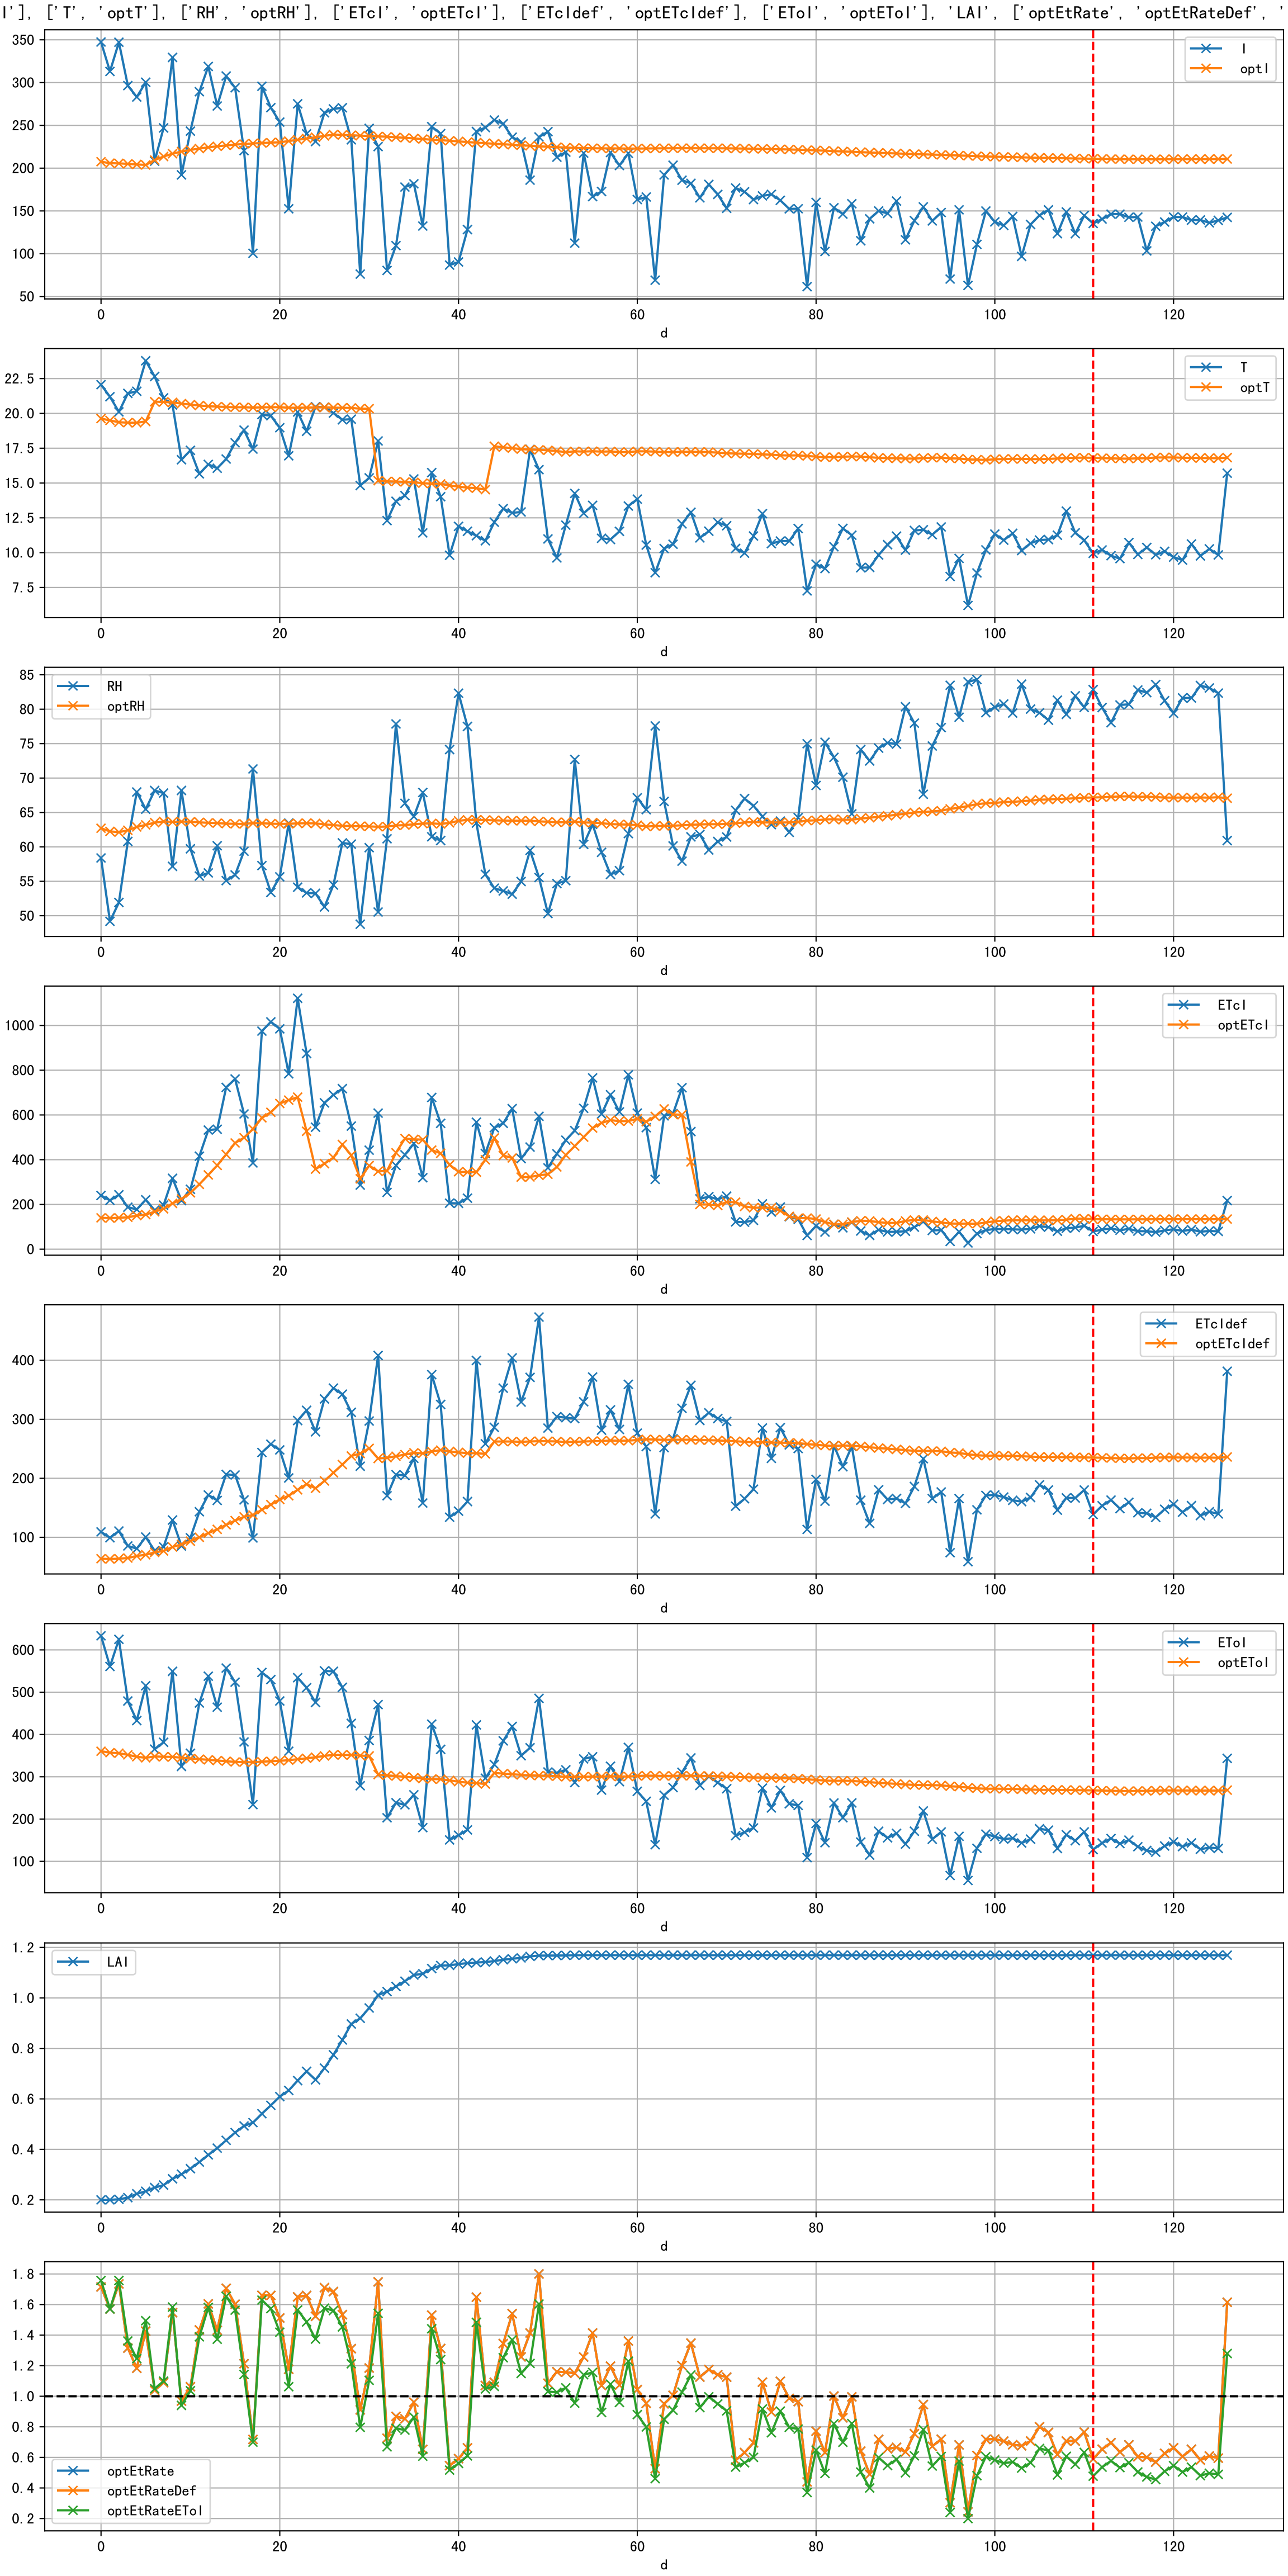 I'], ['T', 'optT'], ['RH', 'optRH'], ['ETcI', 'optETcI'], ['ETcIdef', 'optETcIdef'], ['EToI', 'optEToI'], 'LAI', ['optEtRate', 'optEtRateDef', '
350
300
250
200
150
100
50
I
optI
0 20 40 60 80 100 120
d
22.5
20.0
17.5
15.0
12.5
10.0
7.5
T
optT
0 20 40 60 80 100 120
d
85
80
75
70
65
60
55
50
RH
optRH
0 20 40 60 80 100 120
d
1000
800
600
400
200
0
ETcI
optETcI
0 20 40 60 80 100 120
d
400
300
200
100
ETcIdef
optETcIdef
0 20 40 60 80 100 120
d
600
500
400
300
200
100
EToI
optEToI
0 20 40 60 80 100 120
d
1.2
1.0
0.8
0.6
0.4
0.2
LAI
0 20 40 60 80 100 120
d
1.8
1.6
1.4
1.2
1.0
0.8
0.6
0.4
0.2
optEtRate
optEtRateDef
optEtRateEToI
0 20 40 60 80 100 120
d